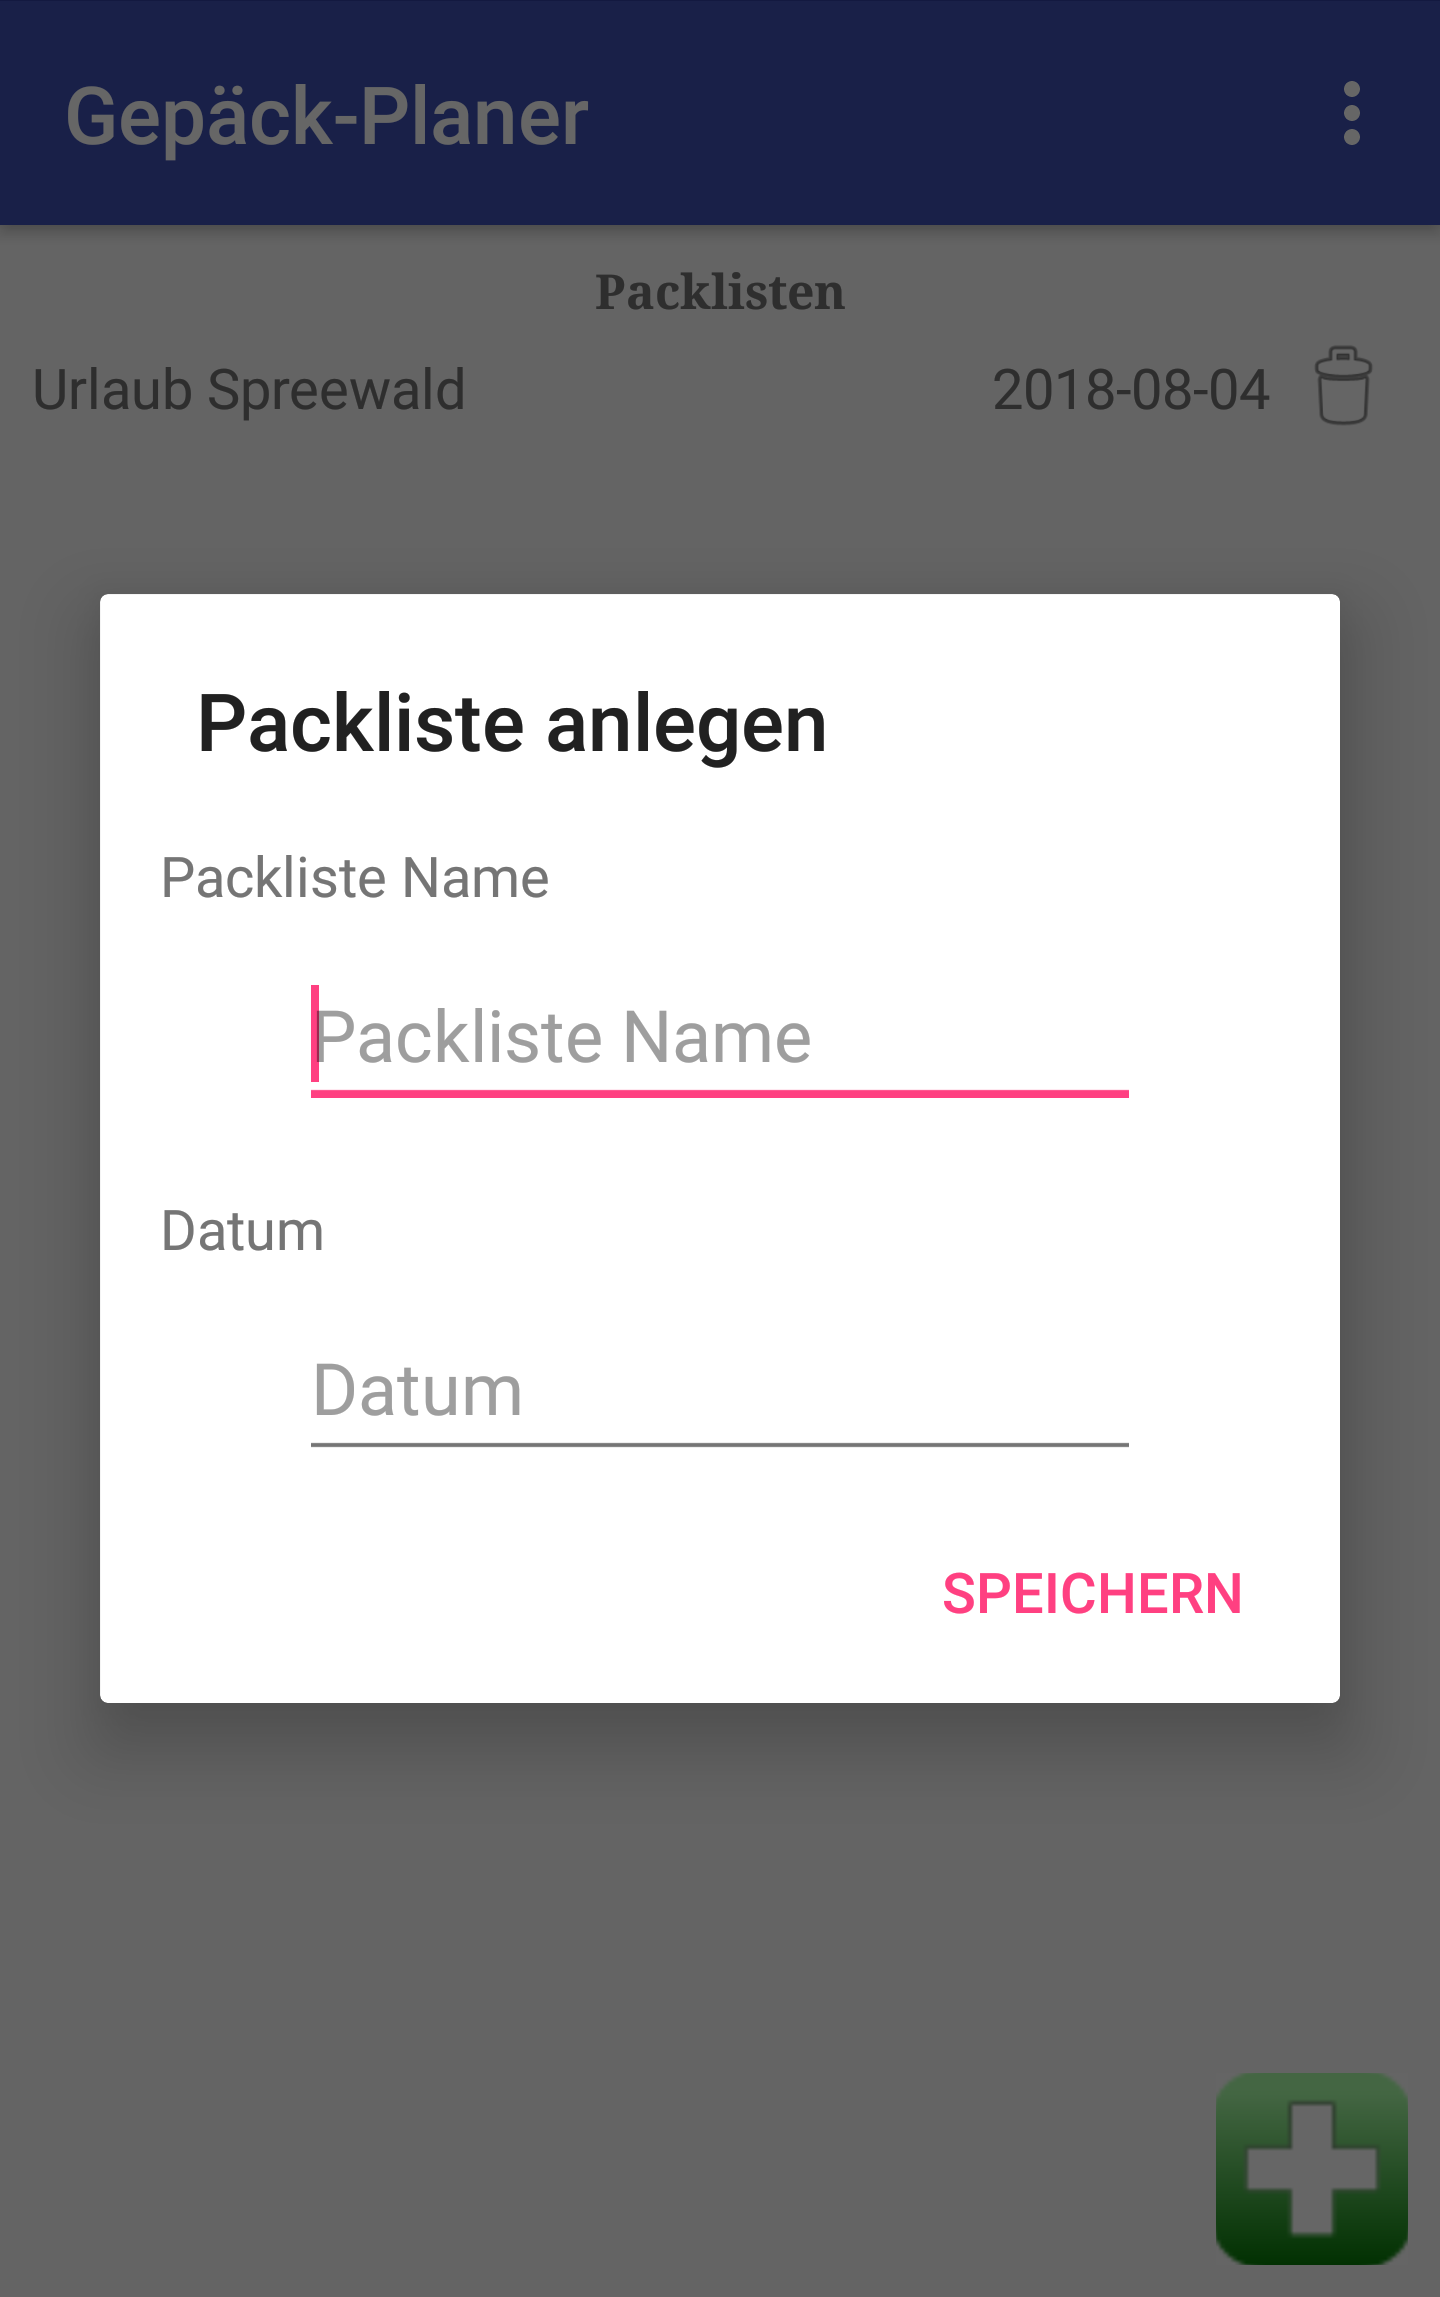 Gepäck-Planer
Packlisten
Urlaub Spreewald 2018-08-04
Packliste anlegen
Packliste Name
Packliste Name
Datum
Datum
SPEICHERN